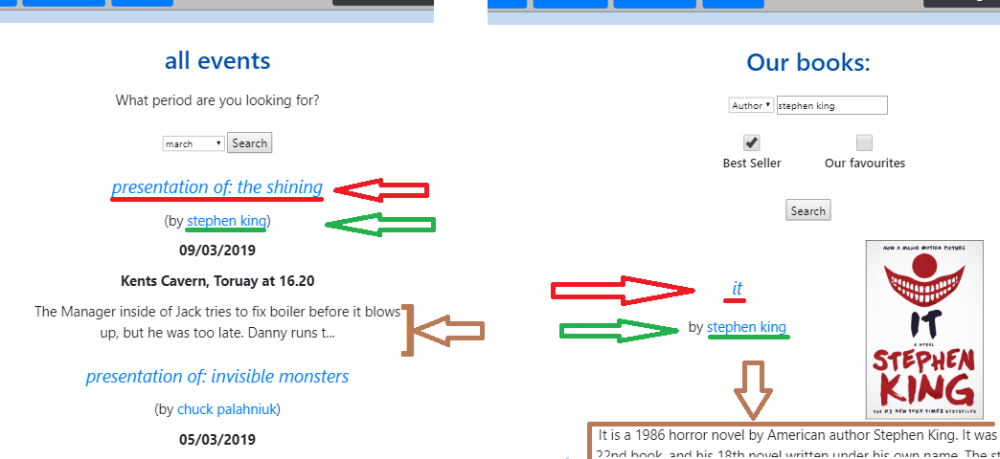 all events
What period are you looking for?
march
Search
presentation of: the shining
(by stephen king)
09/03/2019
Kents Cavern, Toruay at 16.20
The Manager inside of Jack tries to fix boiler before it blows
up, but he was too late. Danny runs t...
presentation of: invisible monsters
(by chuck palahniuk)
05/03/2019
Our books:
Author stephen king
Best Seller Our favourites
Search
it
by stephen king
NOW A MAJOR MOTION PICTURE
IT
A NOVEL
STEPHEN
KING
THE #1 NEW YORK TIMES BESTSELLER
It is a 1986 horror novel by American author Stephen King. It was
22nd book, and his 18th novel written under his own name. The st